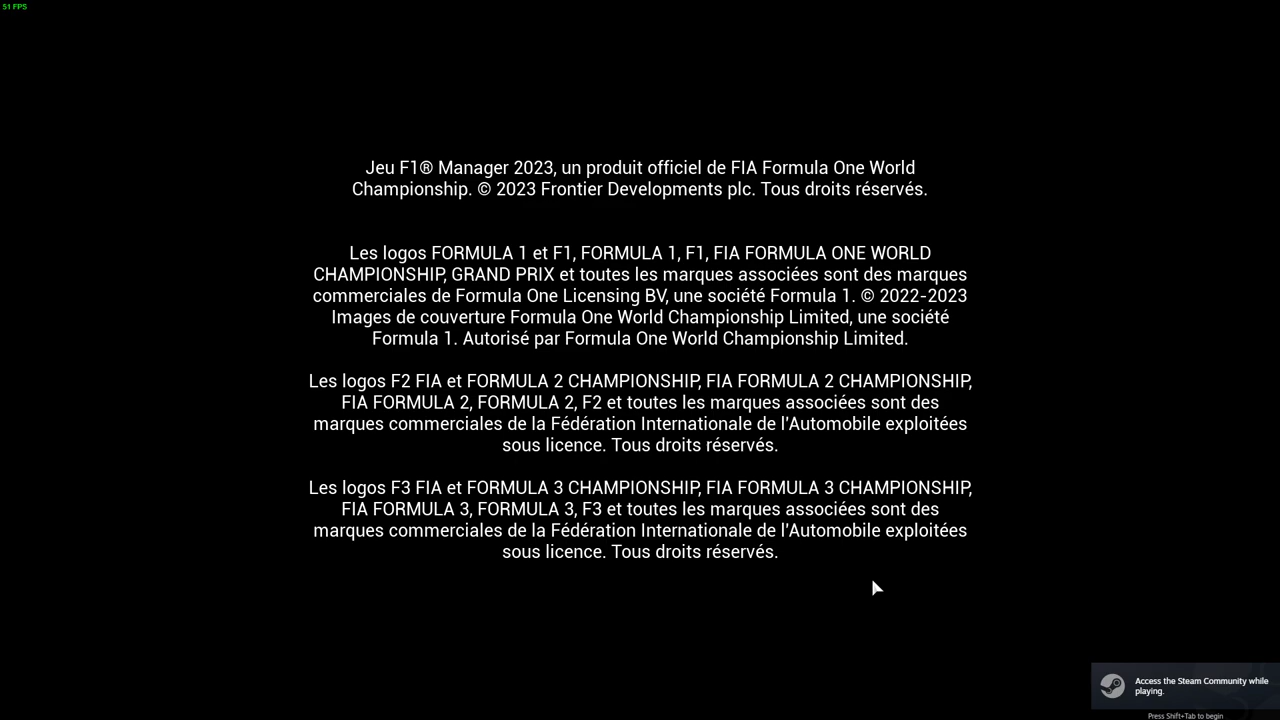 51 FPS
Jeu F1® Manager 2023, un produit officiel de FIA Formula One World
Championship. © 2023 Frontier Developments plc. Tous droits réservés.
Les logos FORMULA 1 et F1, FORMULA 1, F1, FIA FORMULA ONE WORLD
CHAMPIONSHIP, GRAND PRIX et toutes les marques associées sont des marques
commerciales de Formula One Licensing BV, une société Formula 1. © 2022-2023
Images de couverture Formula One World Championship Limited, une société
Formula 1. Autorisé par Formula One World Championship Limited.
Les logos F2 FIA et FORMULA 2 CHAMPIONSHIP, FIA FORMULA 2 CHAMPIONSHIP,
FIA FORMULA 2, FORMULA 2, F2 et toutes les marques associées sont des
marques commerciales de la Fédération Internationale de l'Automobile exploitées
sous licence. Tous droits réservés.
Les logos F3 FIA et FORMULA 3 CHAMPIONSHIP, FIA FORMULA 3 CHAMPIONSHIP,
FIA FORMULA 3, FORMULA 3, F3 et toutes les marques associées sont des
marques commerciales de la Fédération Internationale de l'Automobile exploitées
sous licence. Tous droits réservés.
Access the Steam Community while
playing.
Press Shift+Tab to begin